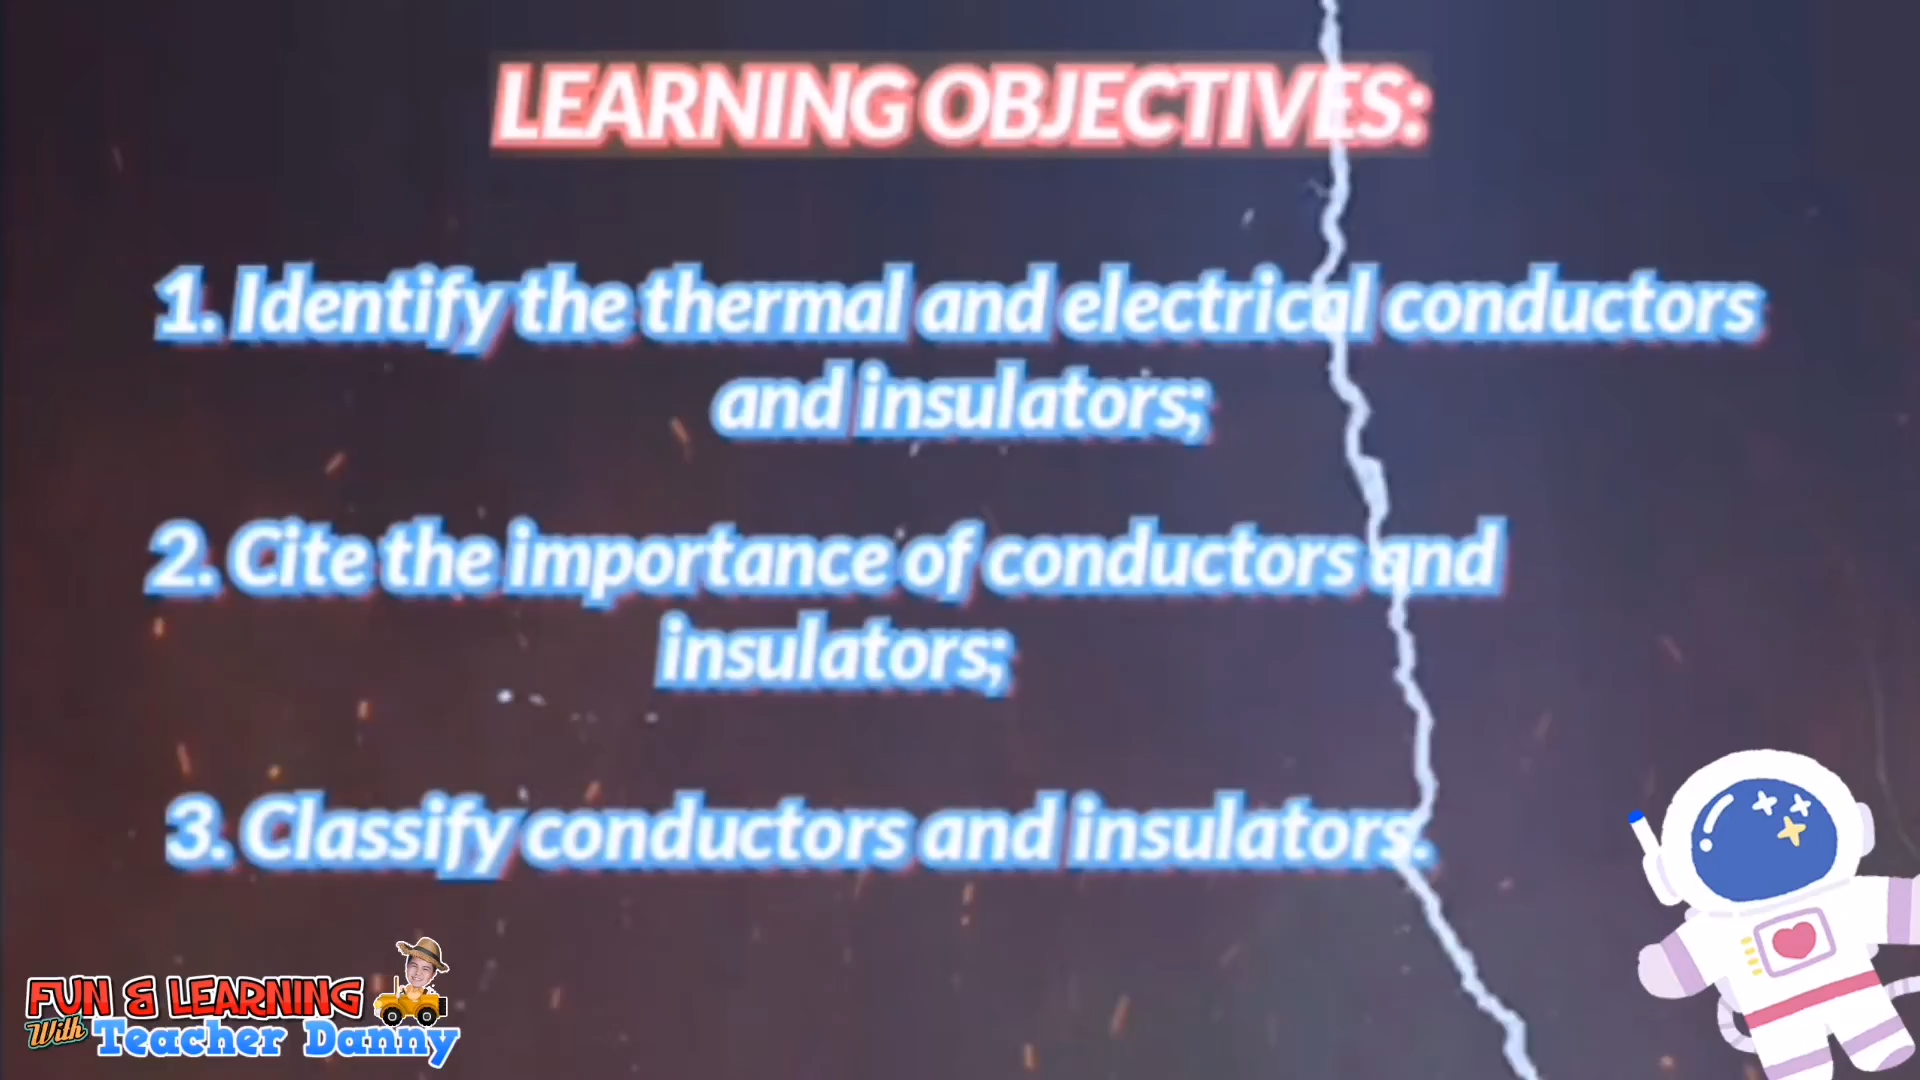 LEARNING OBJECTIVES:
1. Identify the thermal and electrical conductors
and insulators;
2. Cite the importance of conductors and
insulators;
3. Classify conductors and insulators.
FUN & LEARNING
With Teacher Danny